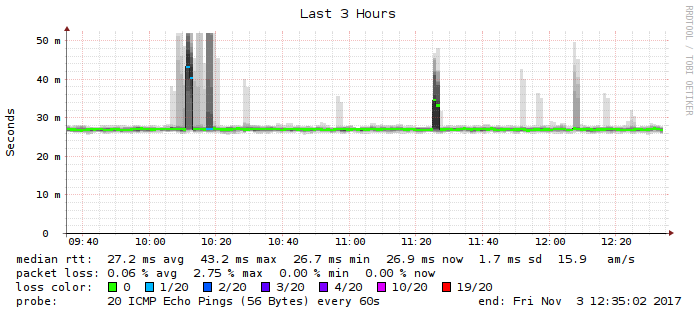 Last 3 Hours
RRDTOOL / TOBI OETIKER
Seconds
50 m
40 m
30 m
20 m
10 m
0
09:40 10:00 10:20 10:40 11:00 11:20 11:40 12:00 12:20
median rtt: 27.2 ms avg 43.2 ms max 26.7 ms min 26.9 ms now 1.7 ms sd 15.9 am/s
packet loss: 0.06 % avg 2.75 % max 0.00 % min 0.00 % now
loss color: 0 1/20 2/20 3/20 4/20 10/20 19/20
probe: 20 ICMP Echo Pings (56 Bytes) every 60s end: Fri Nov 3 12:35:02 2017